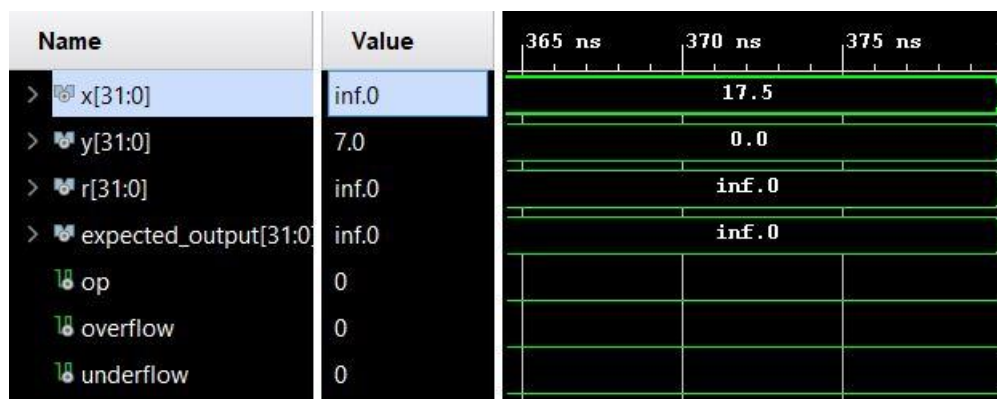 Name Value 365 ns 370 ns 375 ns
x[31:0] inf.0 17.5
y[31:0] 7.0 0.0
r[31:0] inf.0 inf.0
expected_output[31:0] inf.0 inf.0
op 0
overflow 0
underflow 0